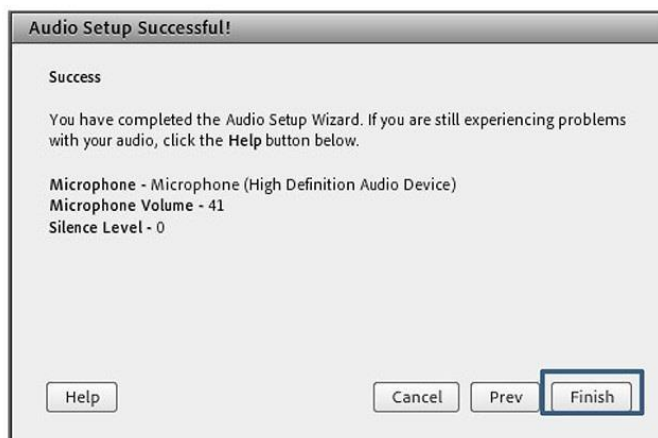 Audio Setup Successful!
Success
You have completed the Audio Setup Wizard. If you are still experiencing problems
with your audio, click the Help button below.
Microphone - Microphone (High Definition Audio Device)
Microphone Volume - 41
Silence Level - 0
Help Cancel Prev Finish